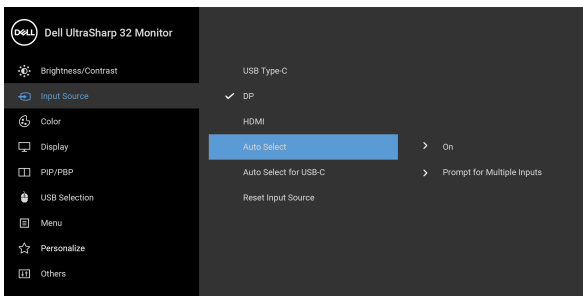 DELL Dell UltraSharp 32 Monitor
Brightness/Contrast
Input Source
Color
Display
PIP/PBP
USB Selection
Menu
Personalize
Others
USB Type-C
DP
HDMI
Auto Select On
Auto Select for USB-C Prompt for Multiple Inputs
Reset Input Source